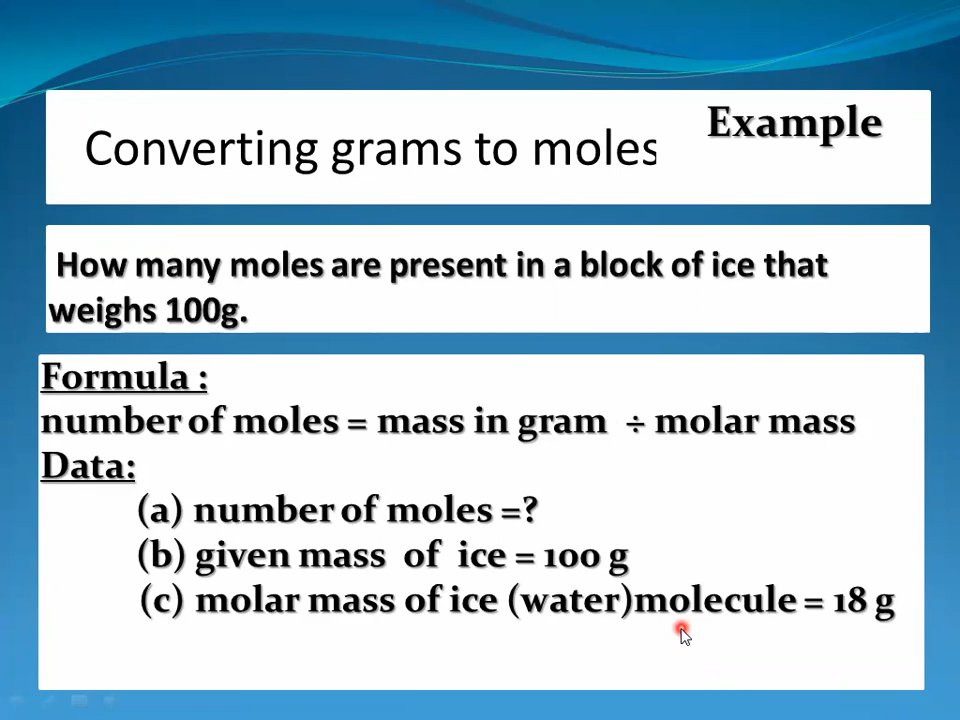 Example
Converting grams to moles
How many moles are present in a block of ice that
weighs 100g.
Formula :
number of moles = mass in gram ÷ molar mass
Data:
(a) number of moles =?
(b) given mass of ice = 100 g
(c) molar mass of ice (water)molecule = 18 g